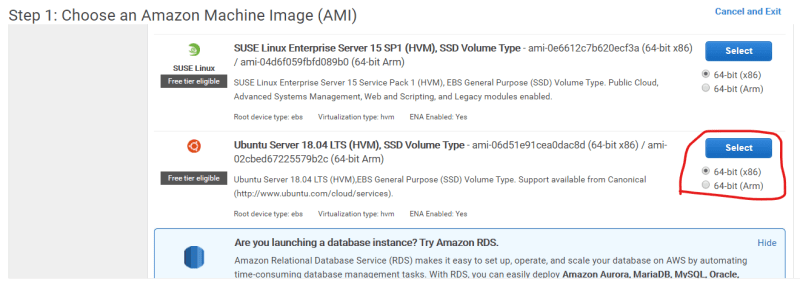 Step 1: Choose an Amazon Machine Image (AMI)
Cancel and Exit
SUSE Linux
Free tier eligible
SUSE Linux Enterprise Server 15 SP1 (HVM), SSD Volume Type - ami-0e6612c7b620ecf3a (64-bit x86)
/ ami-04d6f059fbfd089b0 (64-bit Arm)
SUSE Linux Enterprise Server 15 Service Pack 1 (HVM), EBS General Purpose (SSD) Volume Type. Public Cloud,
Advanced Systems Management, Web and Scripting, and Legacy modules enabled.
Root device type: ebs Virtualization type: hvm ENA Enabled: Yes
Select
64-bit (x86)
64-bit (Arm)
Free tier eligible
Ubuntu Server 18.04 LTS (HVM), SSD Volume Type - ami-06d51e91cea0dac8d (64-bit x86) / ami-
02cbed67225579b2c (64-bit Arm)
Ubuntu Server 18.04 LTS (HVM),EBS General Purpose (SSD) Volume Type. Support available from Canonical
(http://www.ubuntu.com/cloud/services).
Root device type: ebs Virtualization type: hvm ENA Enabled: Yes
Select
64-bit (x86)
64-bit (Arm)
Are you launching a database instance? Try Amazon RDS.
Hide
Amazon Relational Database Service (RDS) makes it easy to set up, operate, and scale your database on AWS by automating
time-consuming database management tasks. With RDS, you can easily deploy Amazon Aurora, MariaDB, MySQL, Oracle,